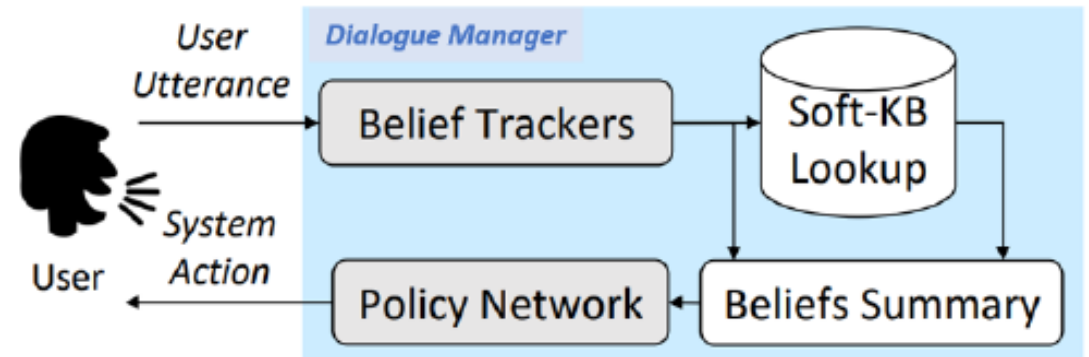 User
Utterance
Dialogue Manager
Belief Trackers
Soft-KB
Lookup
User
System
Action
Policy Network
Beliefs Summary